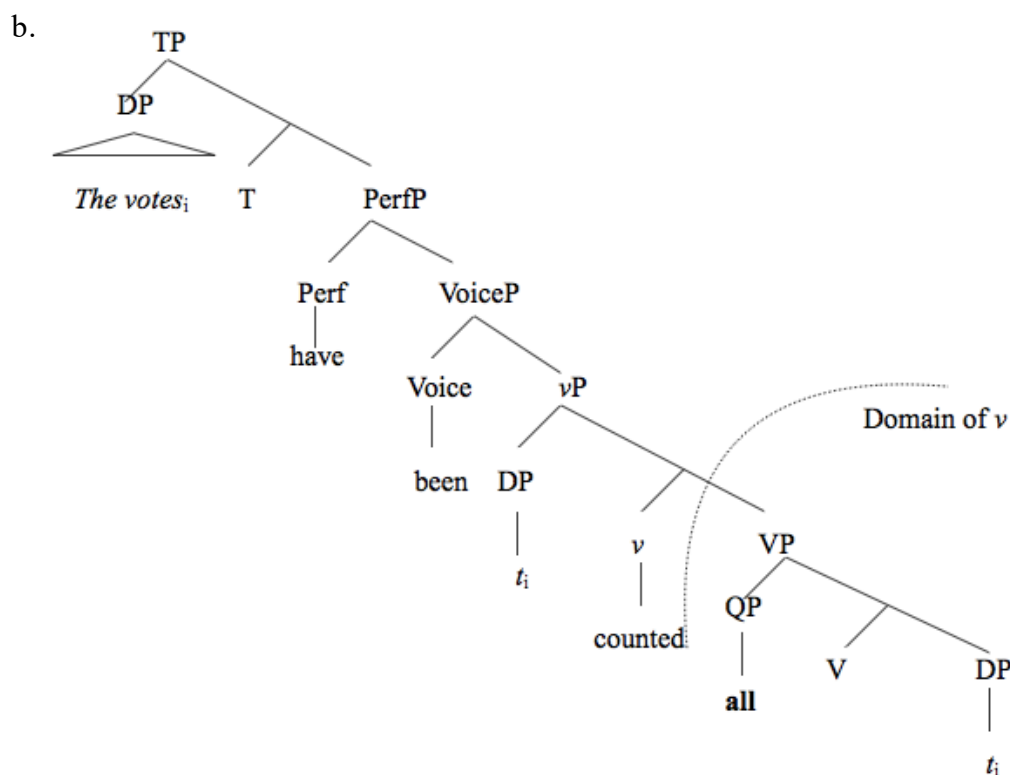 b.
TP
DP
The votesi T PerfP
Perf VoiceP
have
Voice vP
Domain of v
been DP
v VP
ti
QP
counted
V DP
all
ti